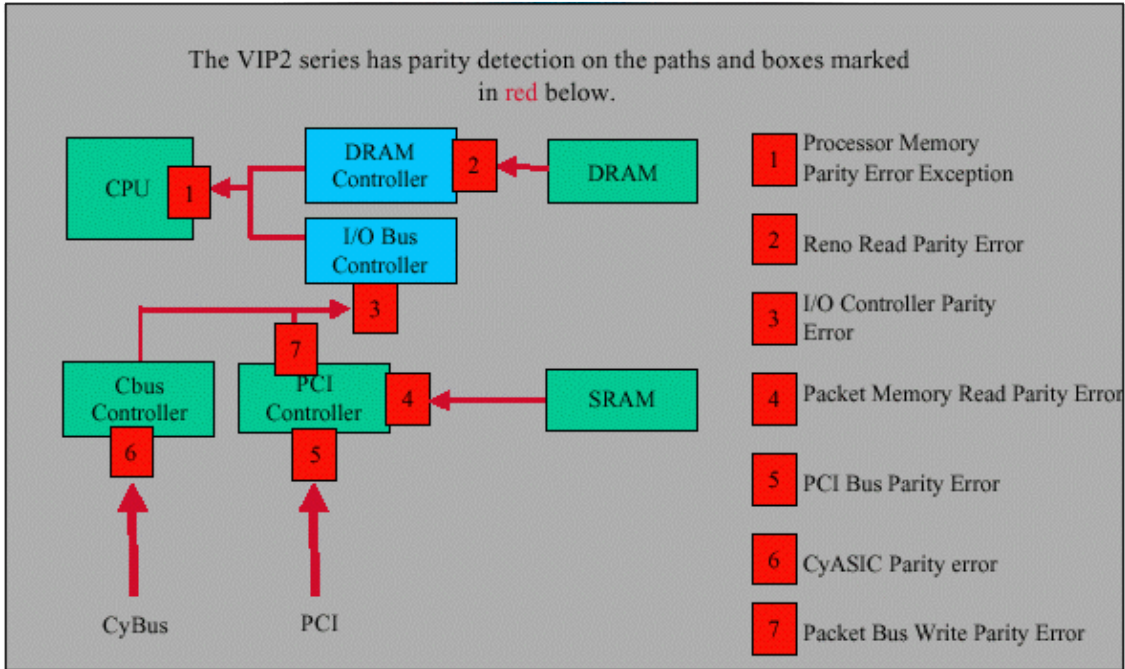 The VIP2 series has parity detection on the paths and boxes marked
in red below.
CPU
1
DRAM
Controller
2
DRAM
I/O Bus
Controller
3
7
Cbus
Controller
6
PCI
Controller
4
5
SRAM
CyBus
PCI
1
Processor Memory
Parity Error Exception
2
Reno Read Parity Error
3
I/O Controller Parity
Error
4
Packet Memory Read Parity Error
5
PCI Bus Parity Error
6
CyASIC Parity error
7
Packet Bus Write Parity Error